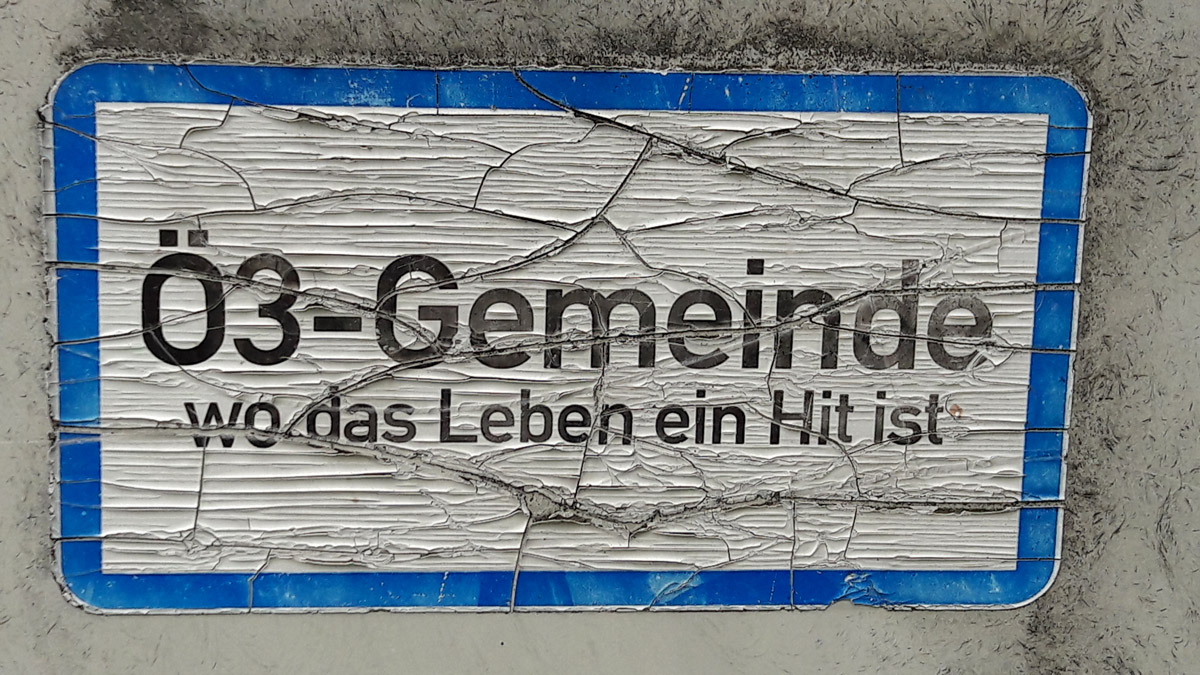 Ö3-Gemeinde
wo das Leben ein Hit ist